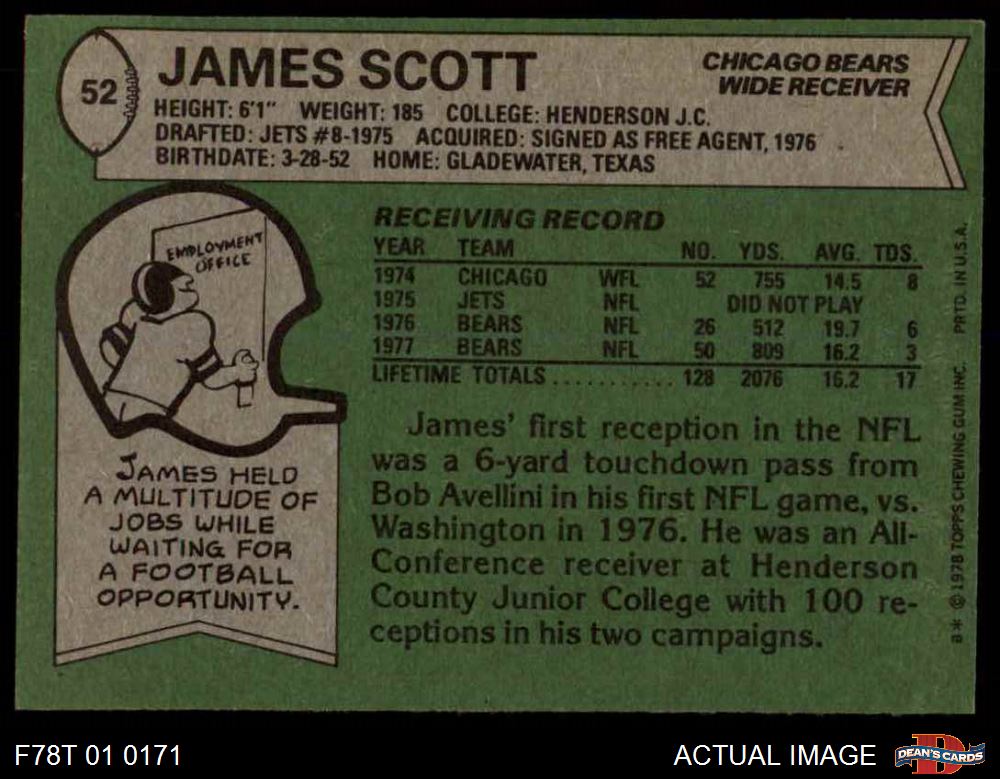 52
JAMES SCOTT
CHICAGO BEARS
WIDE RECEIVER
HEIGHT: 6'1" WEIGHT: 185 COLLEGE: HENDERSON J.C.
DRAFTED: JETS #8-1975 ACQUIRED: SIGNED AS FREE AGENT, 1976
BIRTHDATE: 3-28-52 HOME: GLADEWATER, TEXAS
EMPLOYMENT
OFFICE
JAMES HELD
A MULTITUDE OF
JOBS WHILE
WAITING FOR
A FOOTBALL
OPPORTUNITY.
RECEIVING RECORD
YEAR TEAM NO. YDS. AVG. TDS.
1974 CHICAGO WFL 52 755 14.5 8
1975 JETS NFL DID NOT PLAY
1976 BEARS NFL 26 512 19.7 6
1977 BEARS NFL 50 809 16.2 3
LIFETIME TOTALS ............ 128 2076 16.2 17
James' first reception in the NFL
was a 6-yard touchdown pass from
Bob Avellini in his first NFL game, vs.
Washington in 1976. He was an All-
Conference receiver at Henderson
County Junior College with 100 re-
ceptions in his two campaigns.
B* © 1978 TOPPS CHEWING GUM INC. PRTD. IN U.S.A.
F78T 01 0171
ACTUAL IMAGE
DEAN'S CARDS